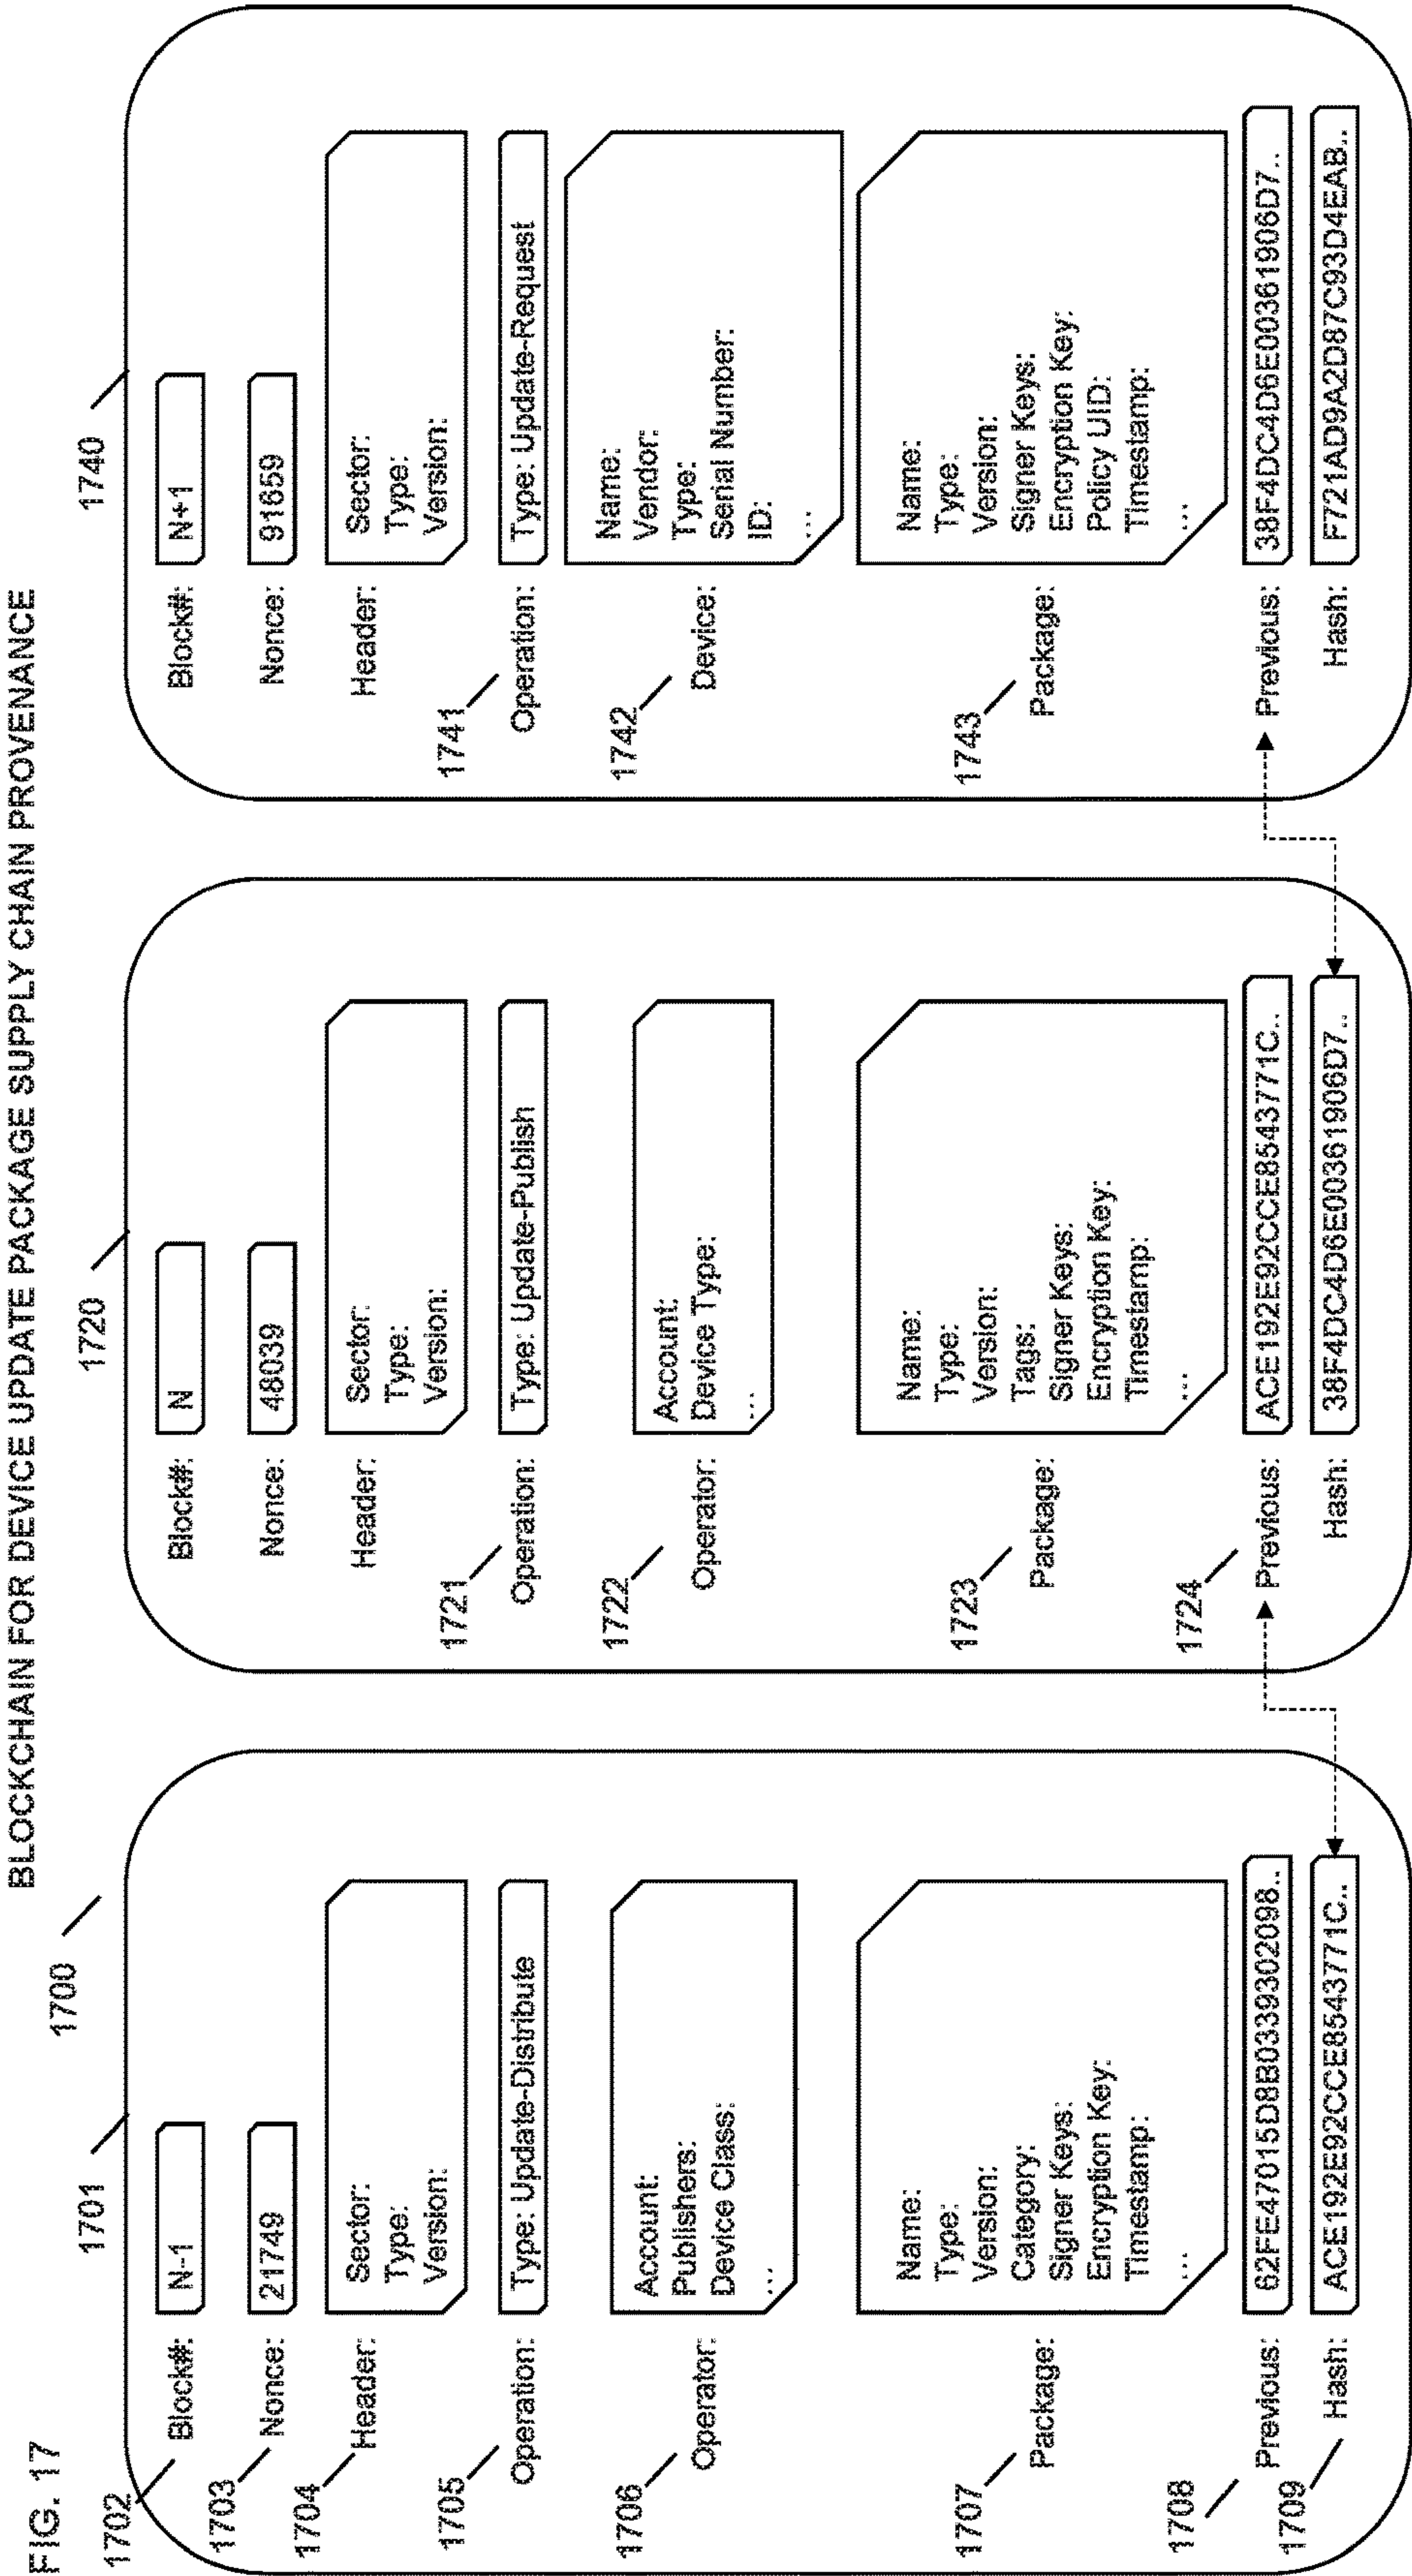 FIG. 17
BLOCKCHAIN FOR DEVICE UPDATE PACKAGE SUPPLY CHAIN PROVENANCE
1700
1701
1702
Block#:
N-1
1703
Nonce:
21749
1704
Header:
Sector:
Type:
Version:
1705
Operation:
Type: Update-Distribute
1706
Operator:
Account:
Publishers:
Device Class:
...
1707
Package:
Name:
Type:
Version:
Category:
Signer Keys:
Encryption Key:
Timestamp:
...
1708
Previous:
62FE47015D8B0339302098..
1709
Hash:
ACE192E92CCE8543771C..
1720
Block#:
N
Nonce:
48039
Header:
Sector:
Type:
Version:
1721
Operation:
Type: Update-Publish
1722
Operator:
Account:
Device Type:
...
1723
Package:
Name:
Type:
Version:
Tags:
Signer Keys:
Encryption Key:
Timestamp:
...
1724
Previous:
ACE192E92CCE8543771C..
Hash:
38F4DC4D6E00361906D7..
1740
Block#:
N+1
Nonce:
91659
Header:
Sector:
Type:
Version:
1741
Operation:
Type: Update-Request
1742
Device:
Name:
Vendor:
Type:
Serial Number:
ID:
...
1743
Package:
Name:
Type:
Version:
Signer Keys:
Encryption Key:
Policy UID:
Timestamp:
...
Previous:
38F4DC4D6E00361906D7..
Hash:
F721AD9A2D87C93D4EAB..